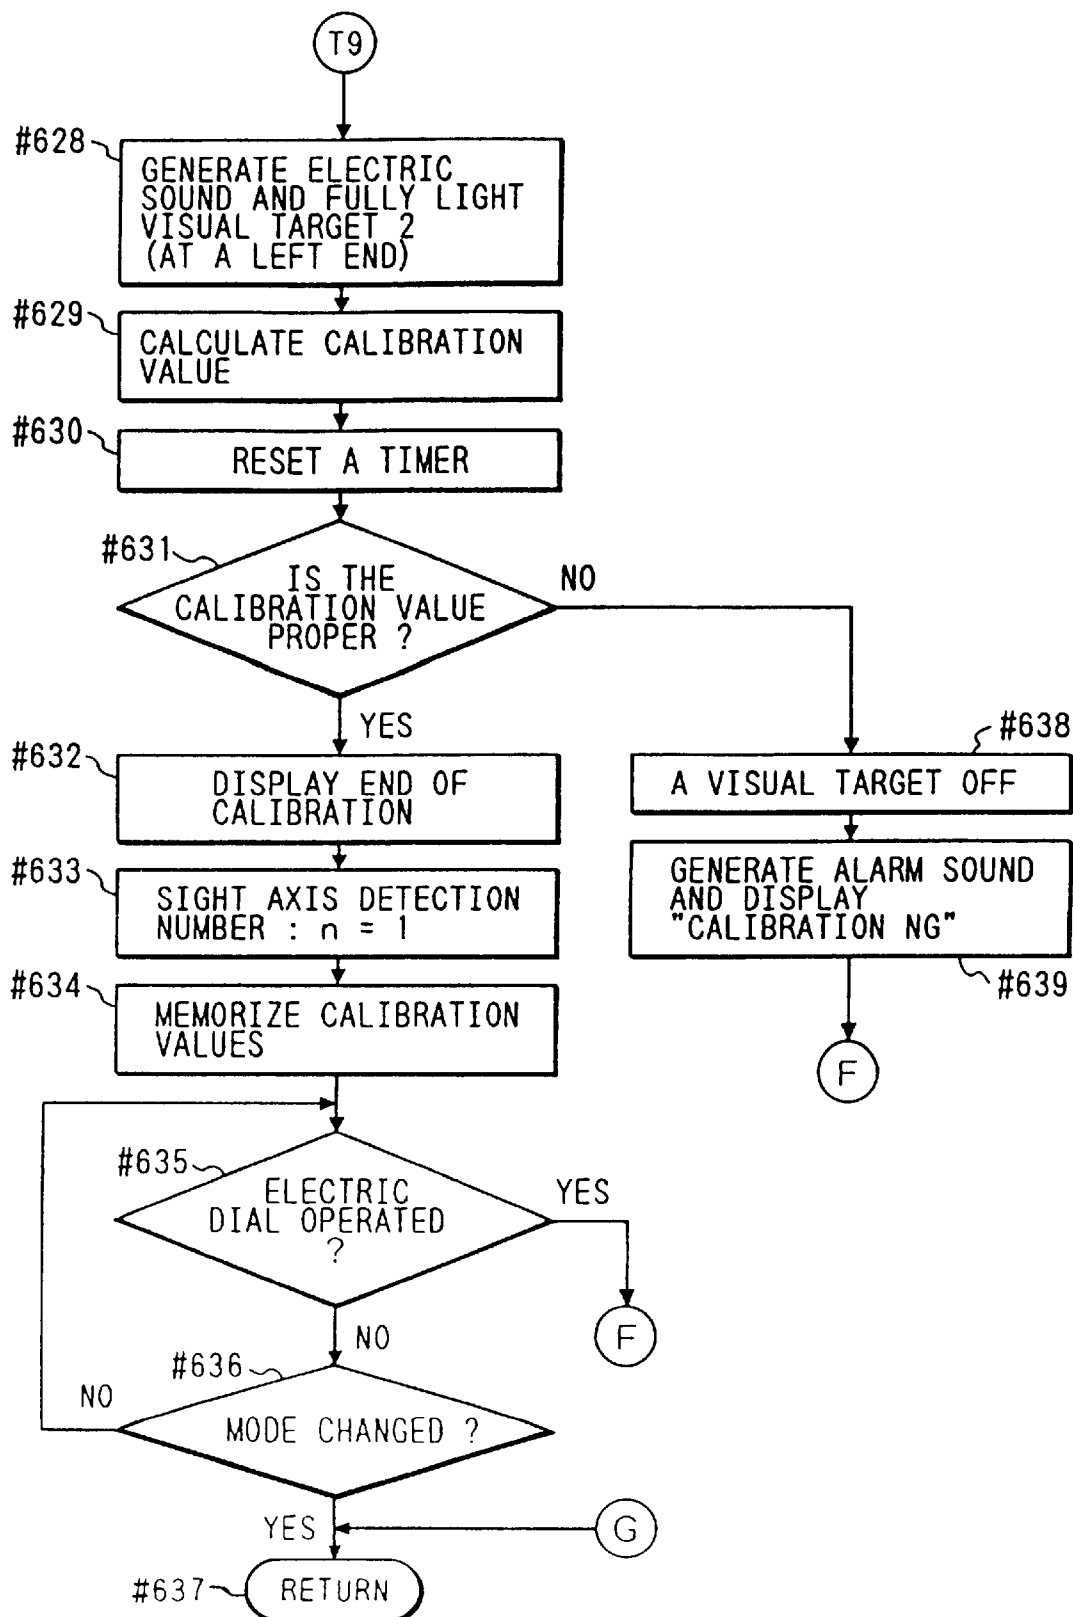 T9
#628
GENERATE ELECTRIC
SOUND AND FULLY LIGHT
VISUAL TARGET 2
(AT A LEFT END)
#629
CALCULATE CALIBRATION
VALUE
#630
RESET A TIMER
#631
IS THE
CALIBRATION VALUE
PROPER ?
NO
YES
#632
DISPLAY END OF
CALIBRATION
#633
SIGHT AXIS DETECTION
NUMBER : n = 1
#634
MEMORIZE CALIBRATION
VALUES
#638
A VISUAL TARGET OFF
GENERATE ALARM SOUND
AND DISPLAY
"CALIBRATION NG"
#639
F
#635
ELECTRIC
DIAL OPERATED
?
YES
F
NO
#636
MODE CHANGED ?
NO
YES
G
#637
RETURN